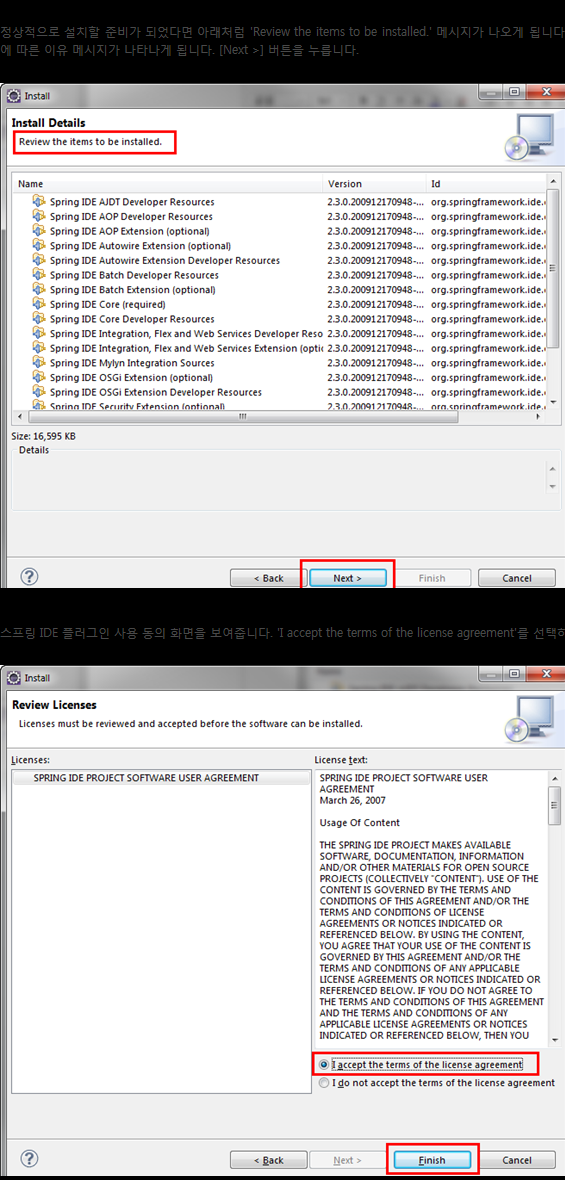 정상적으로 설치할 준비가 되었다면 아래처럼 'Review the items to be installed.' 메시지가 나오게 됩니다
에 따른 이유 메시지가 나타나게 됩니다. [Next >] 버튼을 누릅니다.
Install
Install Details
Review the items to be installed.
Name Version Id
Spring IDE AJDT Developer Resources 2.3.0.200912170948-... org.springframework.ide.
Spring IDE AOP Developer Resources 2.3.0.200912170948-... org.springframework.ide.
Spring IDE AOP Extension (optional) 2.3.0.200912170948-... org.springframework.ide.
Spring IDE Autowire Extension (optional) 2.3.0.200912170948-... org.springframework.ide.
Spring IDE Autowire Extension Developer Resources 2.3.0.200912170948-... org.springframework.ide.
Spring IDE Batch Developer Resources 2.3.0.200912170948-... org.springframework.ide.
Spring IDE Batch Extension (optional) 2.3.0.200912170948-... org.springframework.ide.
Spring IDE Core (required) 2.3.0.200912170948-... org.springframework.ide.
Spring IDE Core Developer Resources 2.3.0.200912170948-... org.springframework.ide.
Spring IDE Integration, Flex and Web Services Developer Reso 2.3.0.200912170948-... org.springframework.ide.
Spring IDE Integration, Flex and Web Services Extension (optic 2.3.0.200912170948-... org.springframework.ide.
Spring IDE Mylyn Integration Sources 2.3.0.200912170948-... org.springframework.ide.
Spring IDE OSGi Extension (optional) 2.3.0.200912170948-... org.springframework.ide.
Spring IDE OSGi Extension Developer Resources 2.3.0.200912170948-... org.springframework.ide.
Spring IDE Security Extension (optional) 2.3.0.200912170948-... org.springframework.ide.
Size: 16,595 KB
Details
< Back Next > Finish Cancel
스프링 IDE 플러그인 사용 동의 화면을 보여줍니다. 'I accept the terms of the license agreement'를 선택하
Install
Review Licenses
Licenses must be reviewed and accepted before the software can be installed.
Licenses:
SPRING IDE PROJECT SOFTWARE USER AGREEMENT
License text:
SPRING IDE PROJECT SOFTWARE USER
AGREEMENT
March 26, 2007
Usage Of Content
THE SPRING IDE PROJECT MAKES AVAILABLE
SOFTWARE, DOCUMENTATION, INFORMATION
AND/OR OTHER MATERIALS FOR OPEN SOURCE
PROJECTS (COLLECTIVELY "CONTENT"). USE OF THE
CONTENT IS GOVERNED BY THE TERMS AND
CONDITIONS OF THIS AGREEMENT AND/OR THE
TERMS AND CONDITIONS OF LICENSE
AGREEMENTS OR NOTICES INDICATED OR
REFERENCED BELOW. BY USING THE CONTENT,
YOU AGREE THAT YOUR USE OF THE CONTENT IS
GOVERNED BY THIS AGREEMENT AND/OR THE
TERMS AND CONDITIONS OF ANY APPLICABLE
LICENSE AGREEMENTS OR NOTICES INDICATED OR
REFERENCED BELOW. IF YOU DO NOT AGREE TO
THE TERMS AND CONDITIONS OF THIS AGREEMENT
AND THE TERMS AND CONDITIONS OF ANY
APPLICABLE LICENSE AGREEMENTS OR NOTICES
INDICATED OR REFERENCED BELOW, THEN YOU
I accept the terms of the license agreement
I do not accept the terms of the license agreement
< Back Next > Finish Cancel